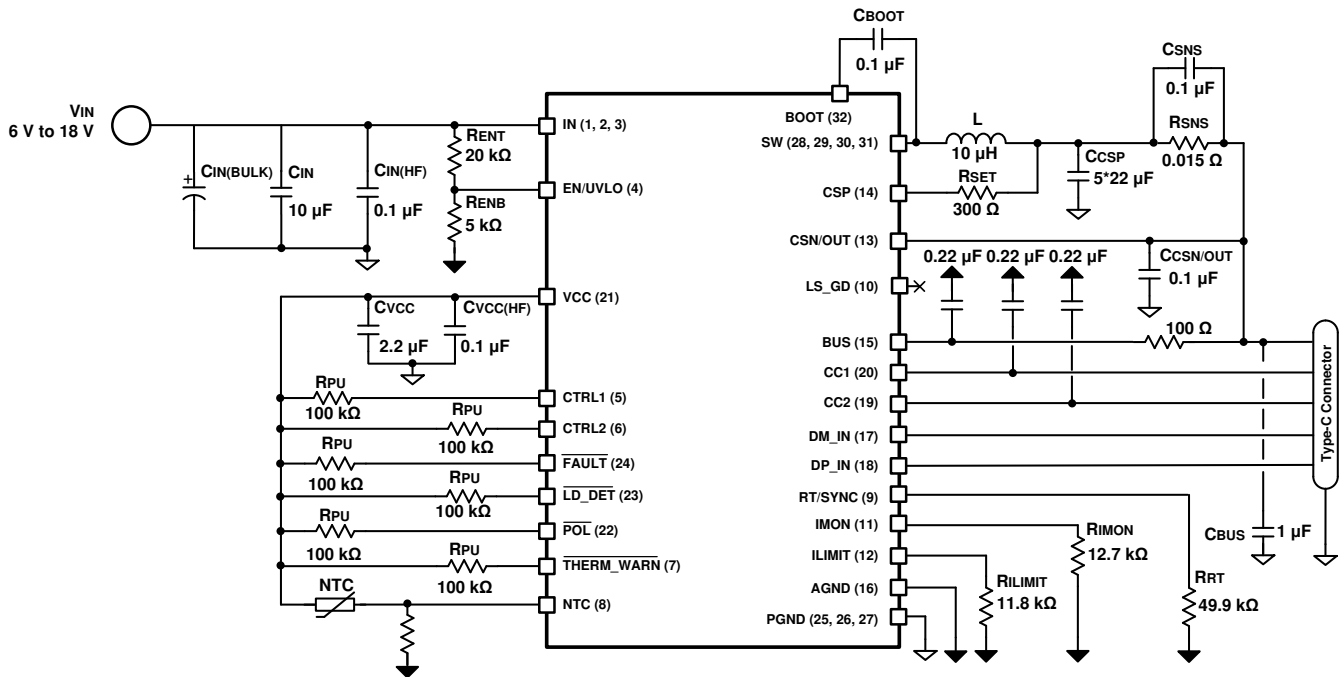 CBOOT
0.1 µF
CSNS
0.1 µF
VIN
6 V to 18 V
BOOT (32)
L
10 µH
RSNS
0.015 Ω
IN (1, 2, 3)
SW (28, 29, 30, 31)
RENT
20 kΩ
CIN(BULK)
CIN
10 µF
CIN(HF)
0.1 µF
CCSP
5*22 µF
RSET
300 Ω
CSP (14)
EN/UVLO (4)
RENB
5 kΩ
CSN/OUT (13)
0.22 µF
0.22 µF
0.22 µF
CCSN/OUT
0.1 µF
LS_GD (10)
VCC (21)
CVCC
2.2 µF
CVCC(HF)
0.1 µF
100 Ω
BUS (15)
CC1 (20)
CC2 (19)
DM_IN (17)
DP_IN (18)
RT/SYNC (9)
IMON (11)
ILIMIT (12)
AGND (16)
PGND (25, 26, 27)
Type-C Connector
RPU
100 kΩ
CTRL1 (5)
RPU
100 kΩ
CTRL2 (6)
RPU
100 kΩ
FAULT (24)
RPU
100 kΩ
LD_DET (23)
RPU
100 kΩ
POL (22)
RPU
100 kΩ
THERM_WARN (7)
NTC
NTC (8)
RILIMIT
11.8 kΩ
RIMON
12.7 kΩ
RRT
49.9 kΩ
CBUS
1 µF